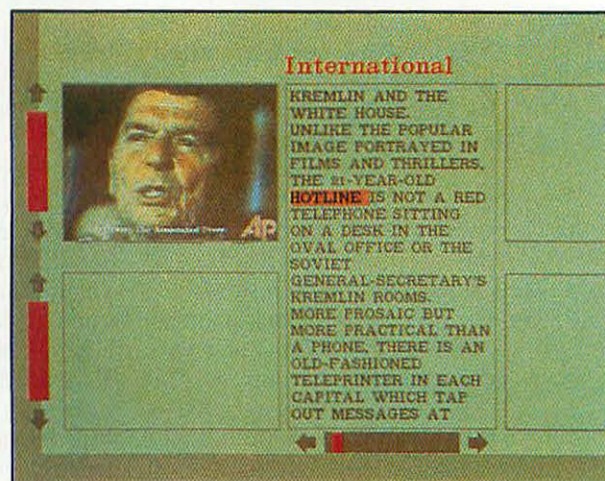 International
KREMLIN AND THE
WHITE HOUSE.
UNLIKE THE POPULAR
IMAGE PORTRAYED IN
FILMS AND THRILLERS,
THE 21-YEAR-OLD
HOTLINE IS NOT A RED
TELEPHONE SITTING
ON A DESK IN THE
OVAL OFFICE OR THE
SOVIET
GENERAL-SECRETARY'S
KREMLIN ROOMS.
MORE PROSAIC BUT
MORE PRACTICAL THAN
A PHONE, THERE IS AN
OLD-FASHIONED
TELEPRINTER IN EACH
CAPITAL WHICH TAP
OUT MESSAGES AT
The Associated Press
AP